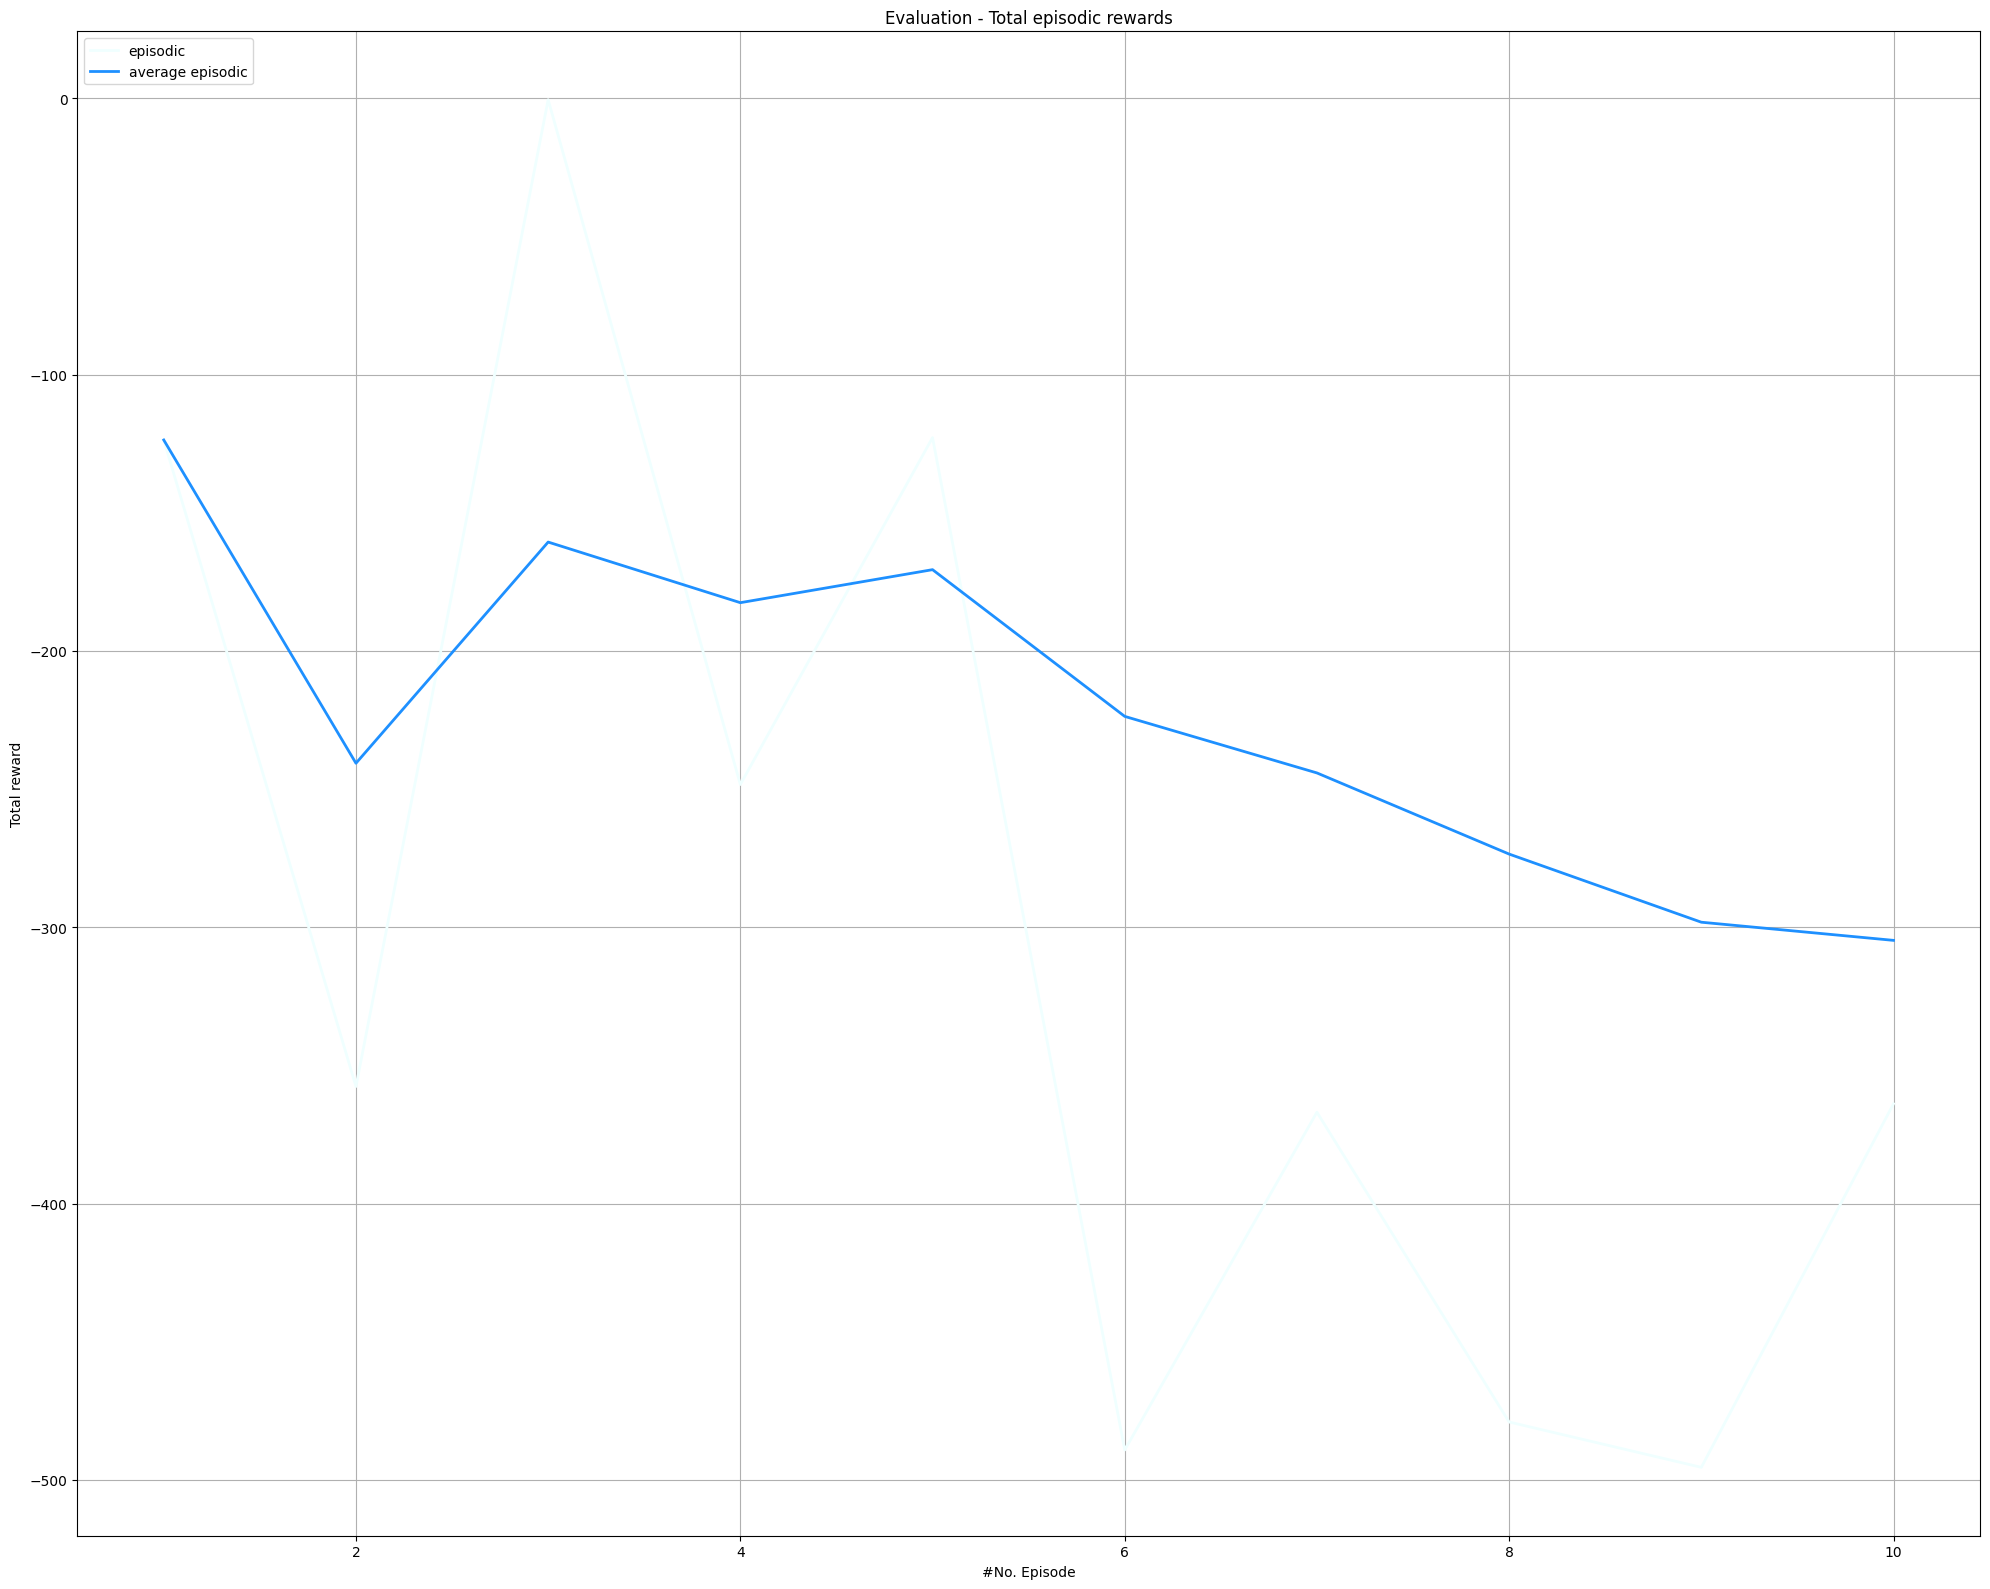 Evaluation - Total episodic rewards
episodic
average episodic
0
−100
−200
−300
−400
−500
Total reward
2
4
6
8
10
#No. Episode